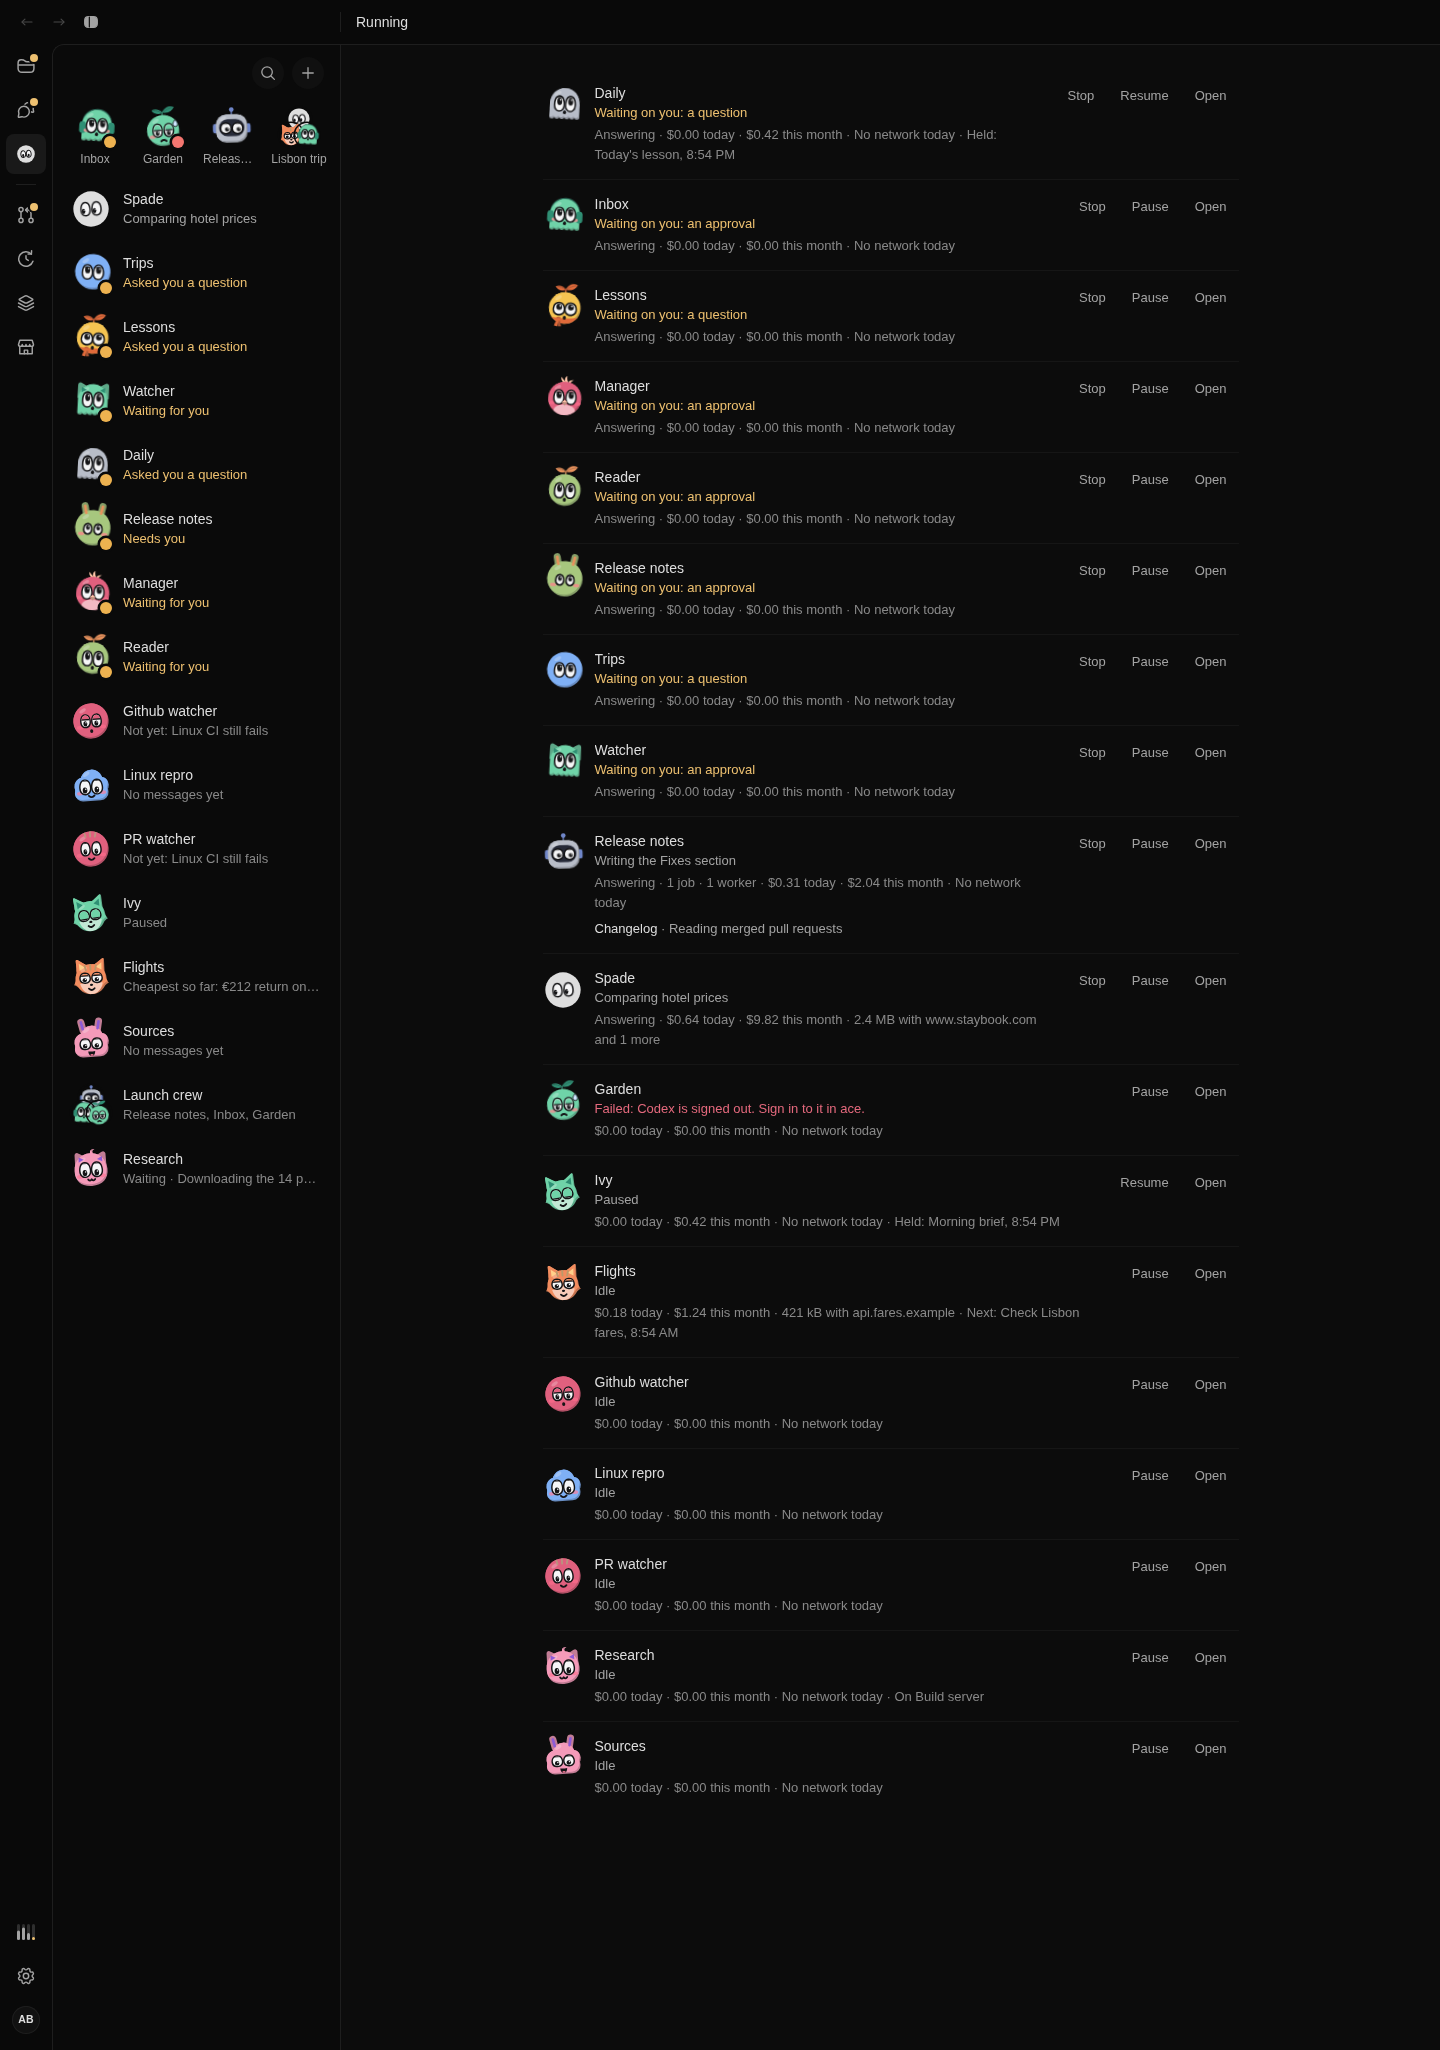 Running
Inbox
Garden
Releas…
Lisbon trip
Spade
Comparing hotel prices
Trips
Asked you a question
Lessons
Asked you a question
Watcher
Waiting for you
Daily
Asked you a question
Release notes
Needs you
Manager
Waiting for you
Reader
Waiting for you
Github watcher
Not yet: Linux CI still fails
Linux repro
No messages yet
PR watcher
Not yet: Linux CI still fails
Ivy
Paused
Flights
Cheapest so far: €212 return on…
Sources
No messages yet
Launch crew
Release notes, Inbox, Garden
Research
Waiting · Downloading the 14 p…
AB
Daily
Stop Resume Open
Waiting on you: a question
Answering · $0.00 today · $0.42 this month · No network today · Held:
Today's lesson, 8:54 PM
Inbox
Stop Pause Open
Waiting on you: an approval
Answering · $0.00 today · $0.00 this month · No network today
Lessons
Stop Pause Open
Waiting on you: a question
Answering · $0.00 today · $0.00 this month · No network today
Manager
Stop Pause Open
Waiting on you: an approval
Answering · $0.00 today · $0.00 this month · No network today
Reader
Stop Pause Open
Waiting on you: an approval
Answering · $0.00 today · $0.00 this month · No network today
Release notes
Stop Pause Open
Waiting on you: an approval
Answering · $0.00 today · $0.00 this month · No network today
Trips
Stop Pause Open
Waiting on you: a question
Answering · $0.00 today · $0.00 this month · No network today
Watcher
Stop Pause Open
Waiting on you: an approval
Answering · $0.00 today · $0.00 this month · No network today
Release notes
Stop Pause Open
Writing the Fixes section
Answering · 1 job · 1 worker · $0.31 today · $2.04 this month · No network
today
Changelog · Reading merged pull requests
Spade
Stop Pause Open
Comparing hotel prices
Answering · $0.64 today · $9.82 this month · 2.4 MB with www.staybook.com
and 1 more
Garden
Pause Open
Failed: Codex is signed out. Sign in to it in ace.
$0.00 today · $0.00 this month · No network today
Ivy
Resume Open
Paused
$0.00 today · $0.42 this month · No network today · Held: Morning brief, 8:54 PM
Flights
Pause Open
Idle
$0.18 today · $1.24 this month · 421 kB with api.fares.example · Next: Check Lisbon
fares, 8:54 AM
Github watcher
Pause Open
Idle
$0.00 today · $0.00 this month · No network today
Linux repro
Pause Open
Idle
$0.00 today · $0.00 this month · No network today
PR watcher
Pause Open
Idle
$0.00 today · $0.00 this month · No network today
Research
Pause Open
Idle
$0.00 today · $0.00 this month · No network today · On Build server
Sources
Pause Open
Idle
$0.00 today · $0.00 this month · No network today